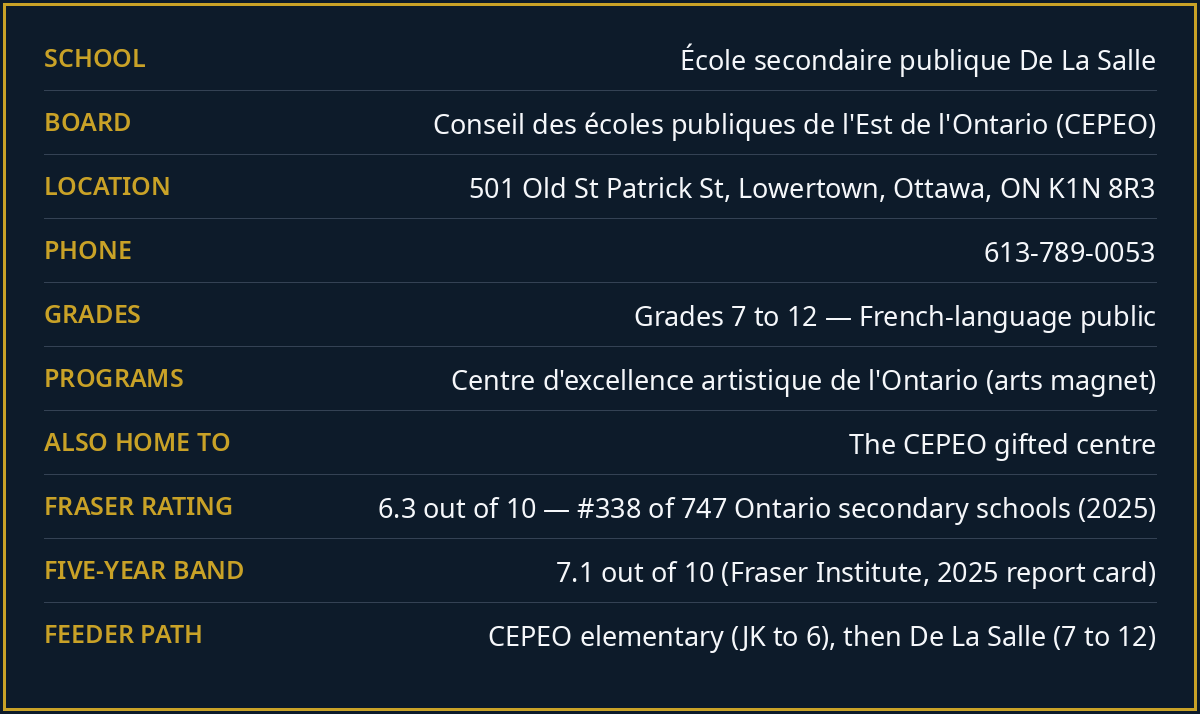 SCHOOL École secondaire publique De La Salle
BOARD Conseil des écoles publiques de l'Est de l'Ontario (CEPEO)
LOCATION 501 Old St Patrick St, Lowertown, Ottawa, ON K1N 8R3
PHONE 613-789-0053
GRADES Grades 7 to 12 — French-language public
PROGRAMS Centre d'excellence artistique de l'Ontario (arts magnet)
ALSO HOME TO The CEPEO gifted centre
FRASER RATING 6.3 out of 10 — #338 of 747 Ontario secondary schools (2025)
FIVE-YEAR BAND 7.1 out of 10 (Fraser Institute, 2025 report card)
FEEDER PATH CEPEO elementary (JK to 6), then De La Salle (7 to 12)